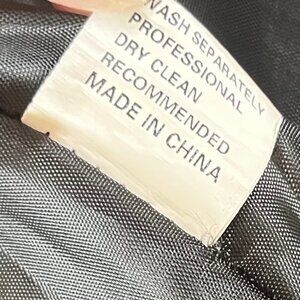 WASH SEPARATELY
PROFESSIONAL
DRY CLEAN
RECOMMENDED
MADE IN CHINA